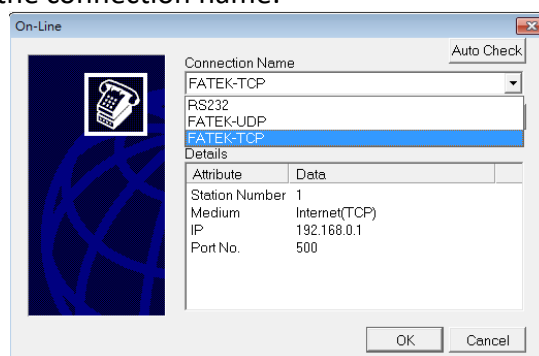 the connection name.
On-Line
Auto Check
Connection Name
FATEK-TCP
RS232
FATEK-UDP
FATEK-TCP
Details
Attribute Data
Station Number 1
Medium Internet(TCP)
IP 192.168.0.1
Port No. 500
OK Cancel